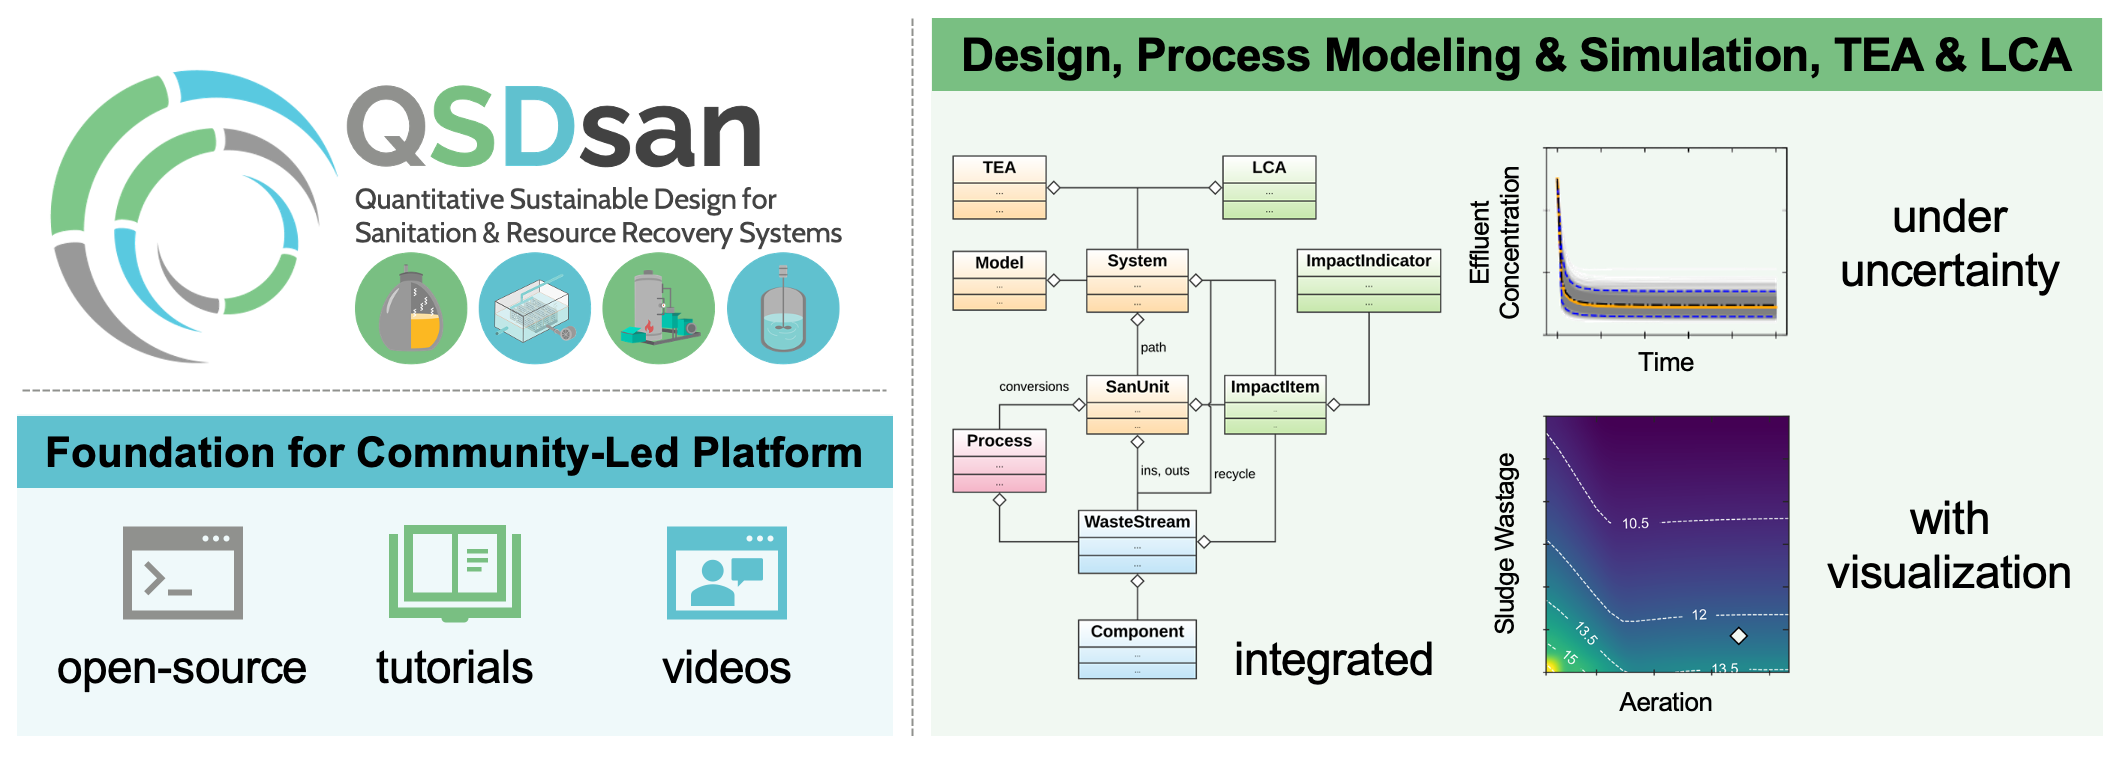 QSDsan
Quantitative Sustainable Design for
Sanitation & Resource Recovery Systems
Foundation for Community-Led Platform
open-source
tutorials
videos
Design, Process Modeling & Simulation, TEA & LCA
TEA
...
...
LCA
...
...
Model
...
...
System
...
...
ImpactIndicator
...
...
path
conversions
SanUnit
...
...
ImpactItem
..
..
Process
...
...
ins, outs
recycle
WasteStream
...
...
Component
...
...
integrated
Effluent
Concentration
Time
under
uncertainty
Sludge Wastage
10.5
12
13.5
15
13.5
Aeration
with
visualization